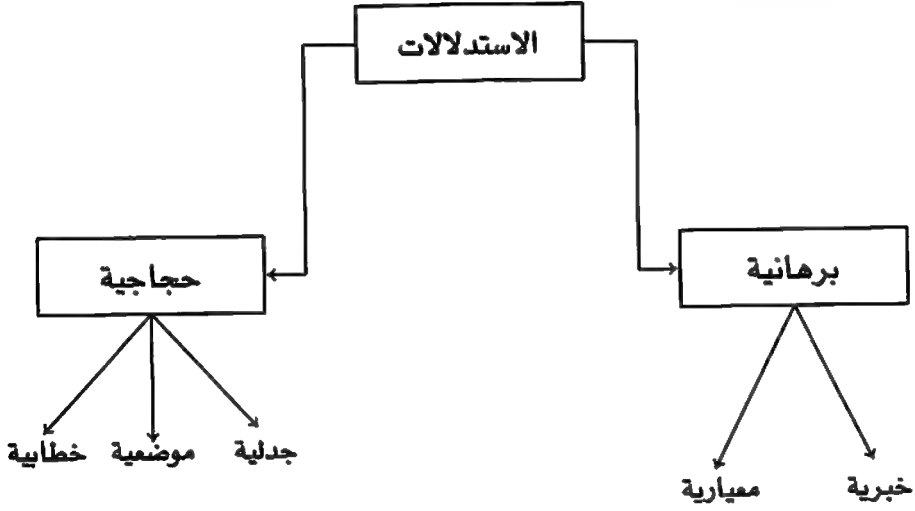 الاستدلالات
برهانية
حجاجية
خبرية
معيارية
جدلية
موضعية
خطابية